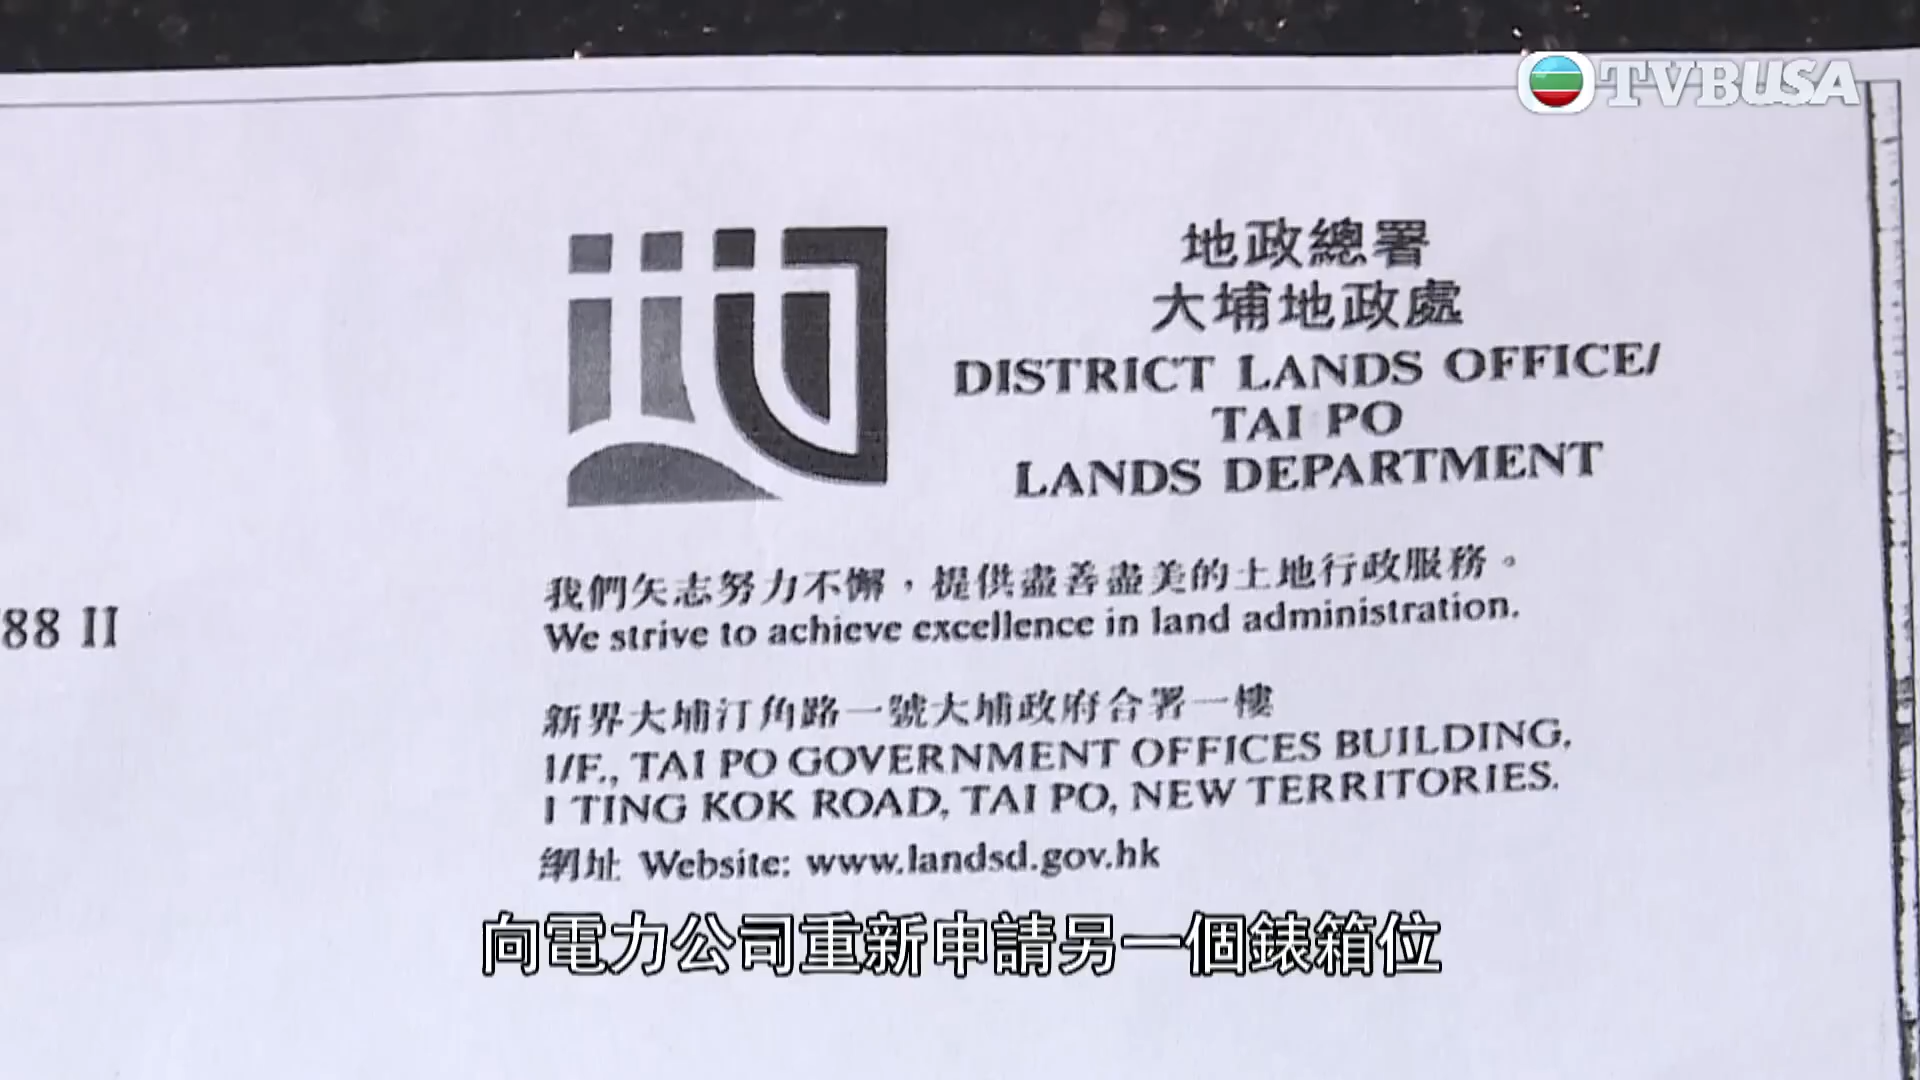 TVBUSA
地政總署
大埔地政處
DISTRICT LANDS OFFICE/
TAI PO
LANDS DEPARTMENT
我們矢志努力不懈，提供盡善盡美的土地行政服務。
We strive to achieve excellence in land administration.
88 II
新界大埔汀角路一號大埔政府合署一樓
1/F., TAI PO GOVERNMENT OFFICES BUILDING,
1 TING KOK ROAD, TAI PO, NEW TERRITORIES.
網址 Website: www.landsd.gov.hk
向電力公司重新申請另一個錶箱位